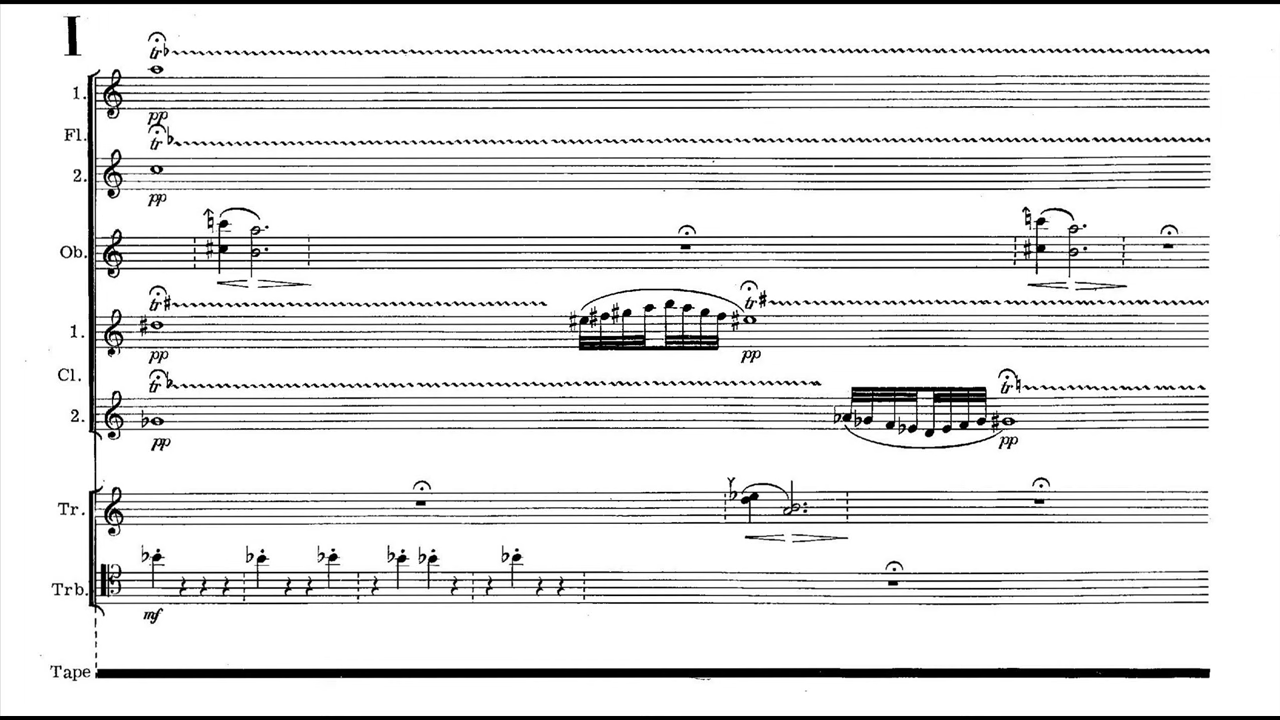 I
tr
1.
pp
Fl.
tr
2.
pp
Ob.
tr tr
1.
pp pp
Cl.
tr tr
2.
pp pp
Tr.
Trb.
mf
Tape